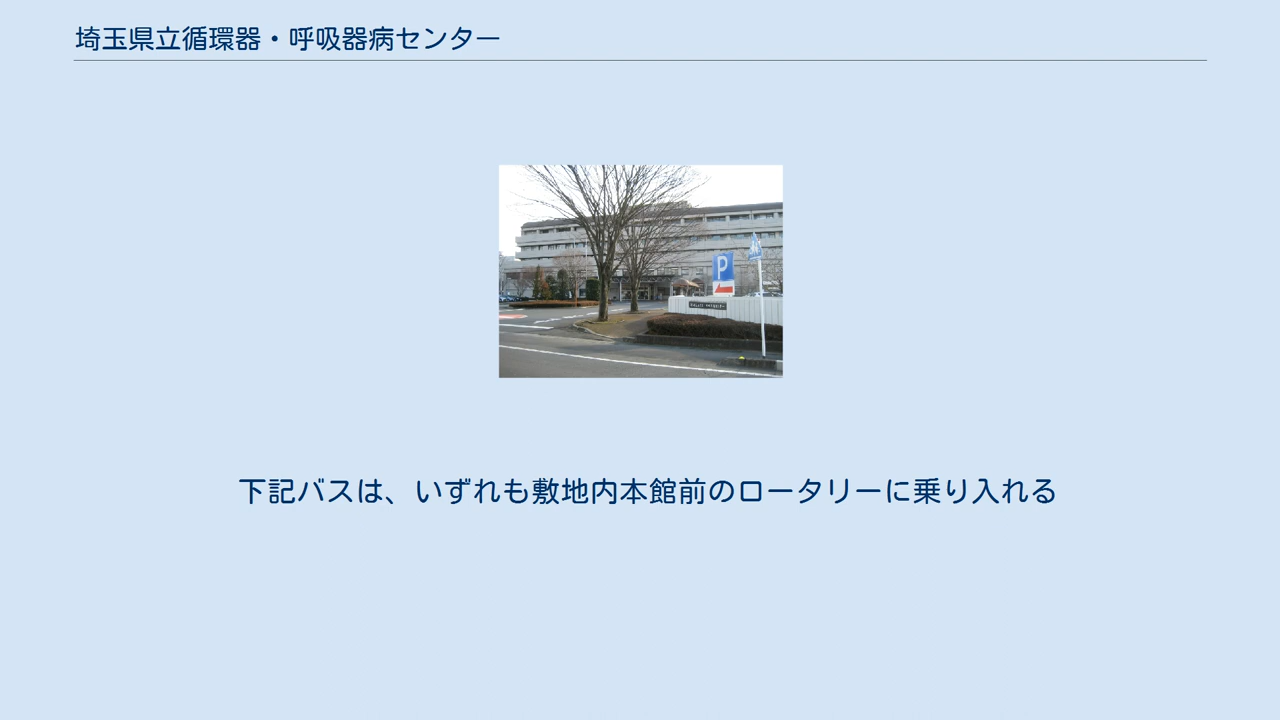 埼玉県立循環器・呼吸器病センター
P
下記バスは、いずれも敷地内本館前のロータリーに乗り入れる